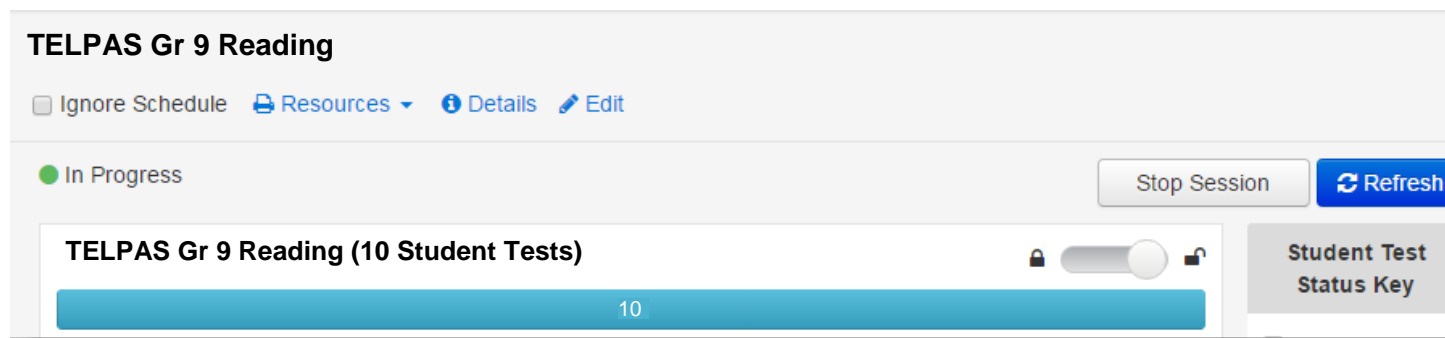 TELPAS Gr 9 Reading
Ignore Schedule Resources Details Edit
In Progress Stop Session Refresh
TELPAS Gr 9 Reading (10 Student Tests)
Student Test
Status Key
10